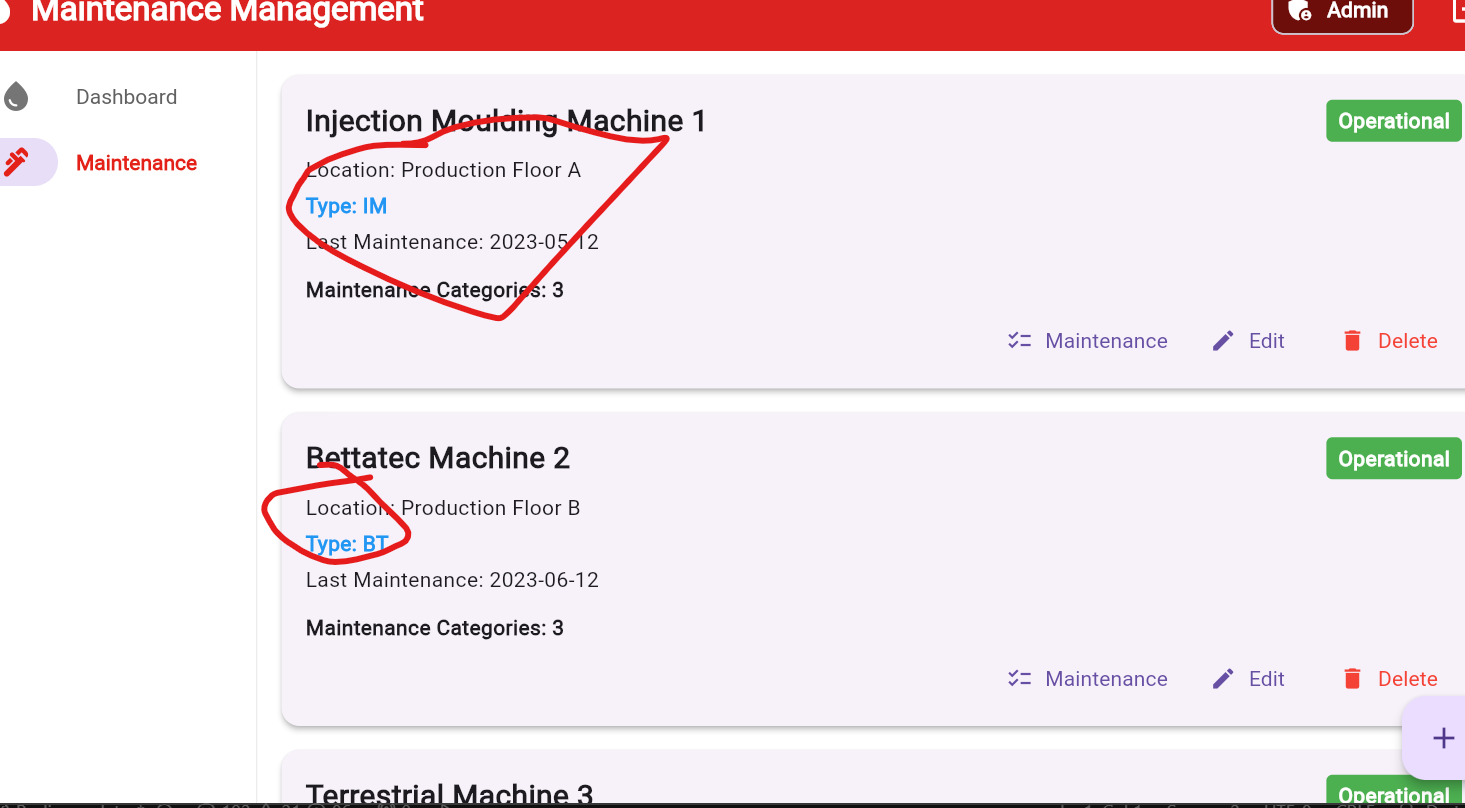 Maintenance Management
Admin
Dashboard
Maintenance
Injection Moulding Machine 1
Operational
Location: Production Floor A
Type: IM
Last Maintenance: 2023-05-12
Maintenance Categories: 3
Maintenance
Edit
Delete
Bettatec Machine 2
Operational
Location: Production Floor B
Type: BT
Last Maintenance: 2023-06-12
Maintenance Categories: 3
Maintenance
Edit
Delete
+
Terrestrial Machine 3
Operational